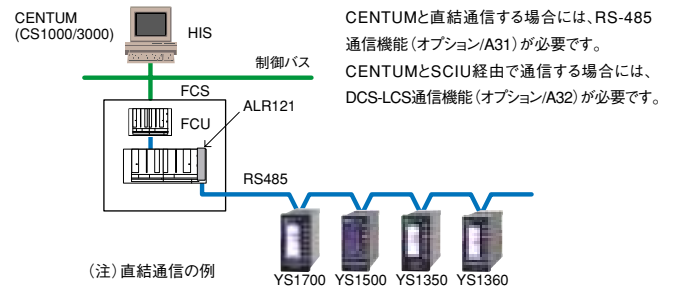 CENTUM
(CS1000/3000)
HIS
制御バス
FCS
ALR121
FCU
RS485
(注)直結通信の例
YS1700 YS1500 YS1350 YS1360
CENTUMと直結通信する場合には、RS-485
通信機能(オプション/A31)が必要です。
CENTUMとSCIU経由で通信する場合には、
DCS-LCS通信機能(オプション/A32)が必要です。